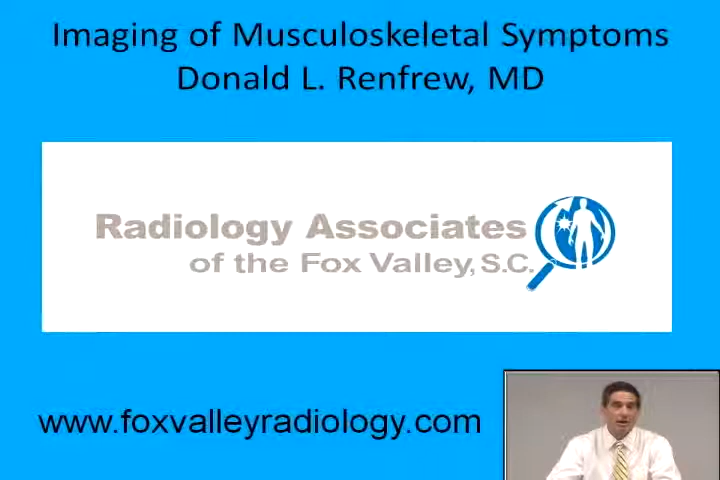 Imaging of Musculoskeletal Symptoms
Donald L. Renfrew, MD
Radiology Associates
of the Fox Valley, S.C.
www.foxvalleyradiology.com